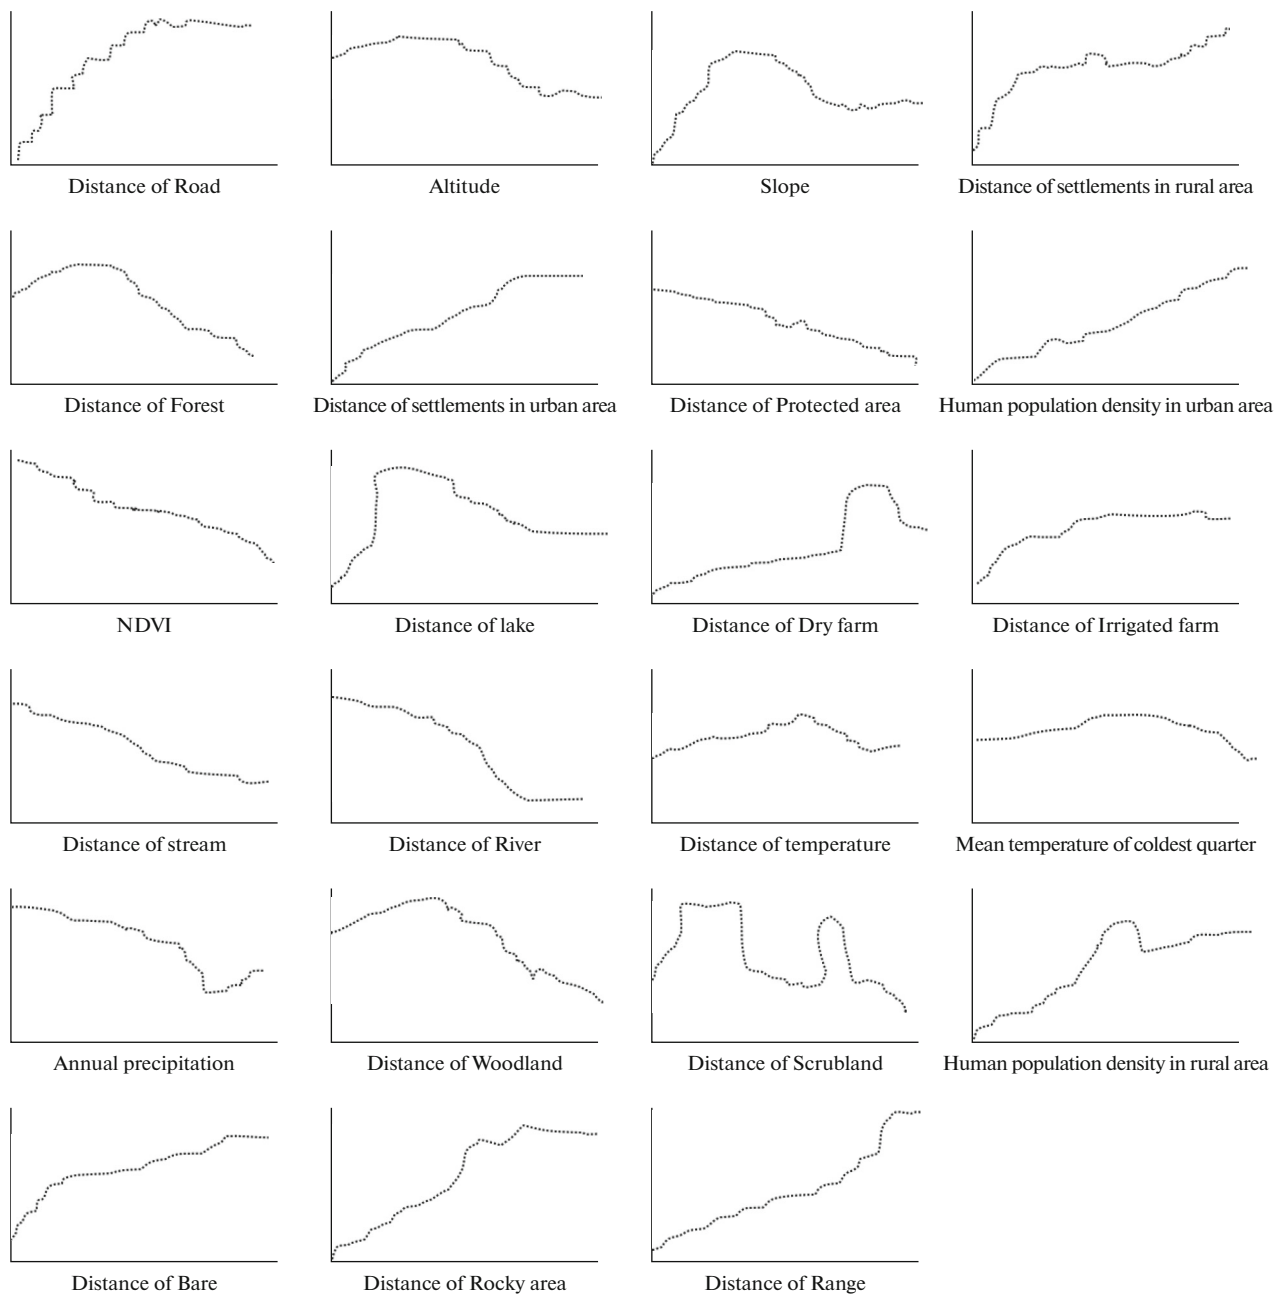 Distance of Road
Altitude
Slope
Distance of settlements in rural area
Distance of Forest
Distance of settlements in urban area
Distance of Protected area
Human population density in urban area
NDVI
Distance of lake
Distance of Dry farm
Distance of Irrigated farm
Distance of stream
Distance of River
Distance of temperature
Mean temperature of coldest quarter
Annual precipitation
Distance of Woodland
Distance of Scrubland
Human population density in rural area
Distance of Bare
Distance of Rocky area
Distance of Range